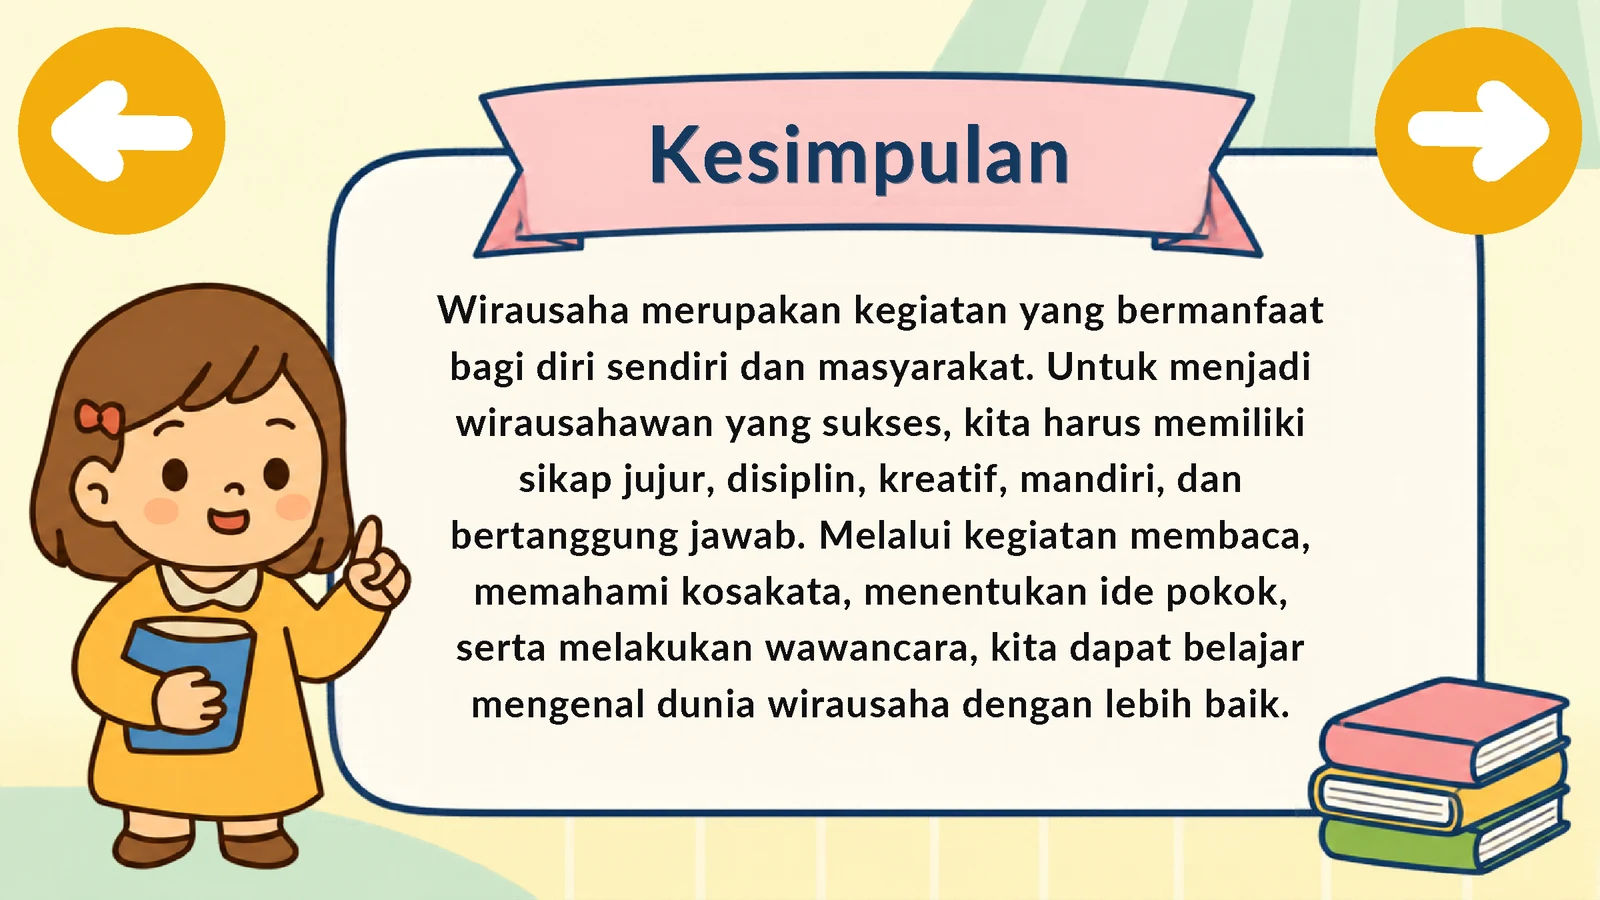 Kesimpulan
Wirausaha merupakan kegiatan yang bermanfaat
bagi diri sendiri dan masyarakat. Untuk menjadi
wirausahawan yang sukses, kita harus memiliki
sikap jujur, disiplin, kreatif, mandiri, dan
bertanggung jawab. Melalui kegiatan membaca,
memahami kosakata, menentukan ide pokok,
serta melakukan wawancara, kita dapat belajar
mengenal dunia wirausaha dengan lebih baik.